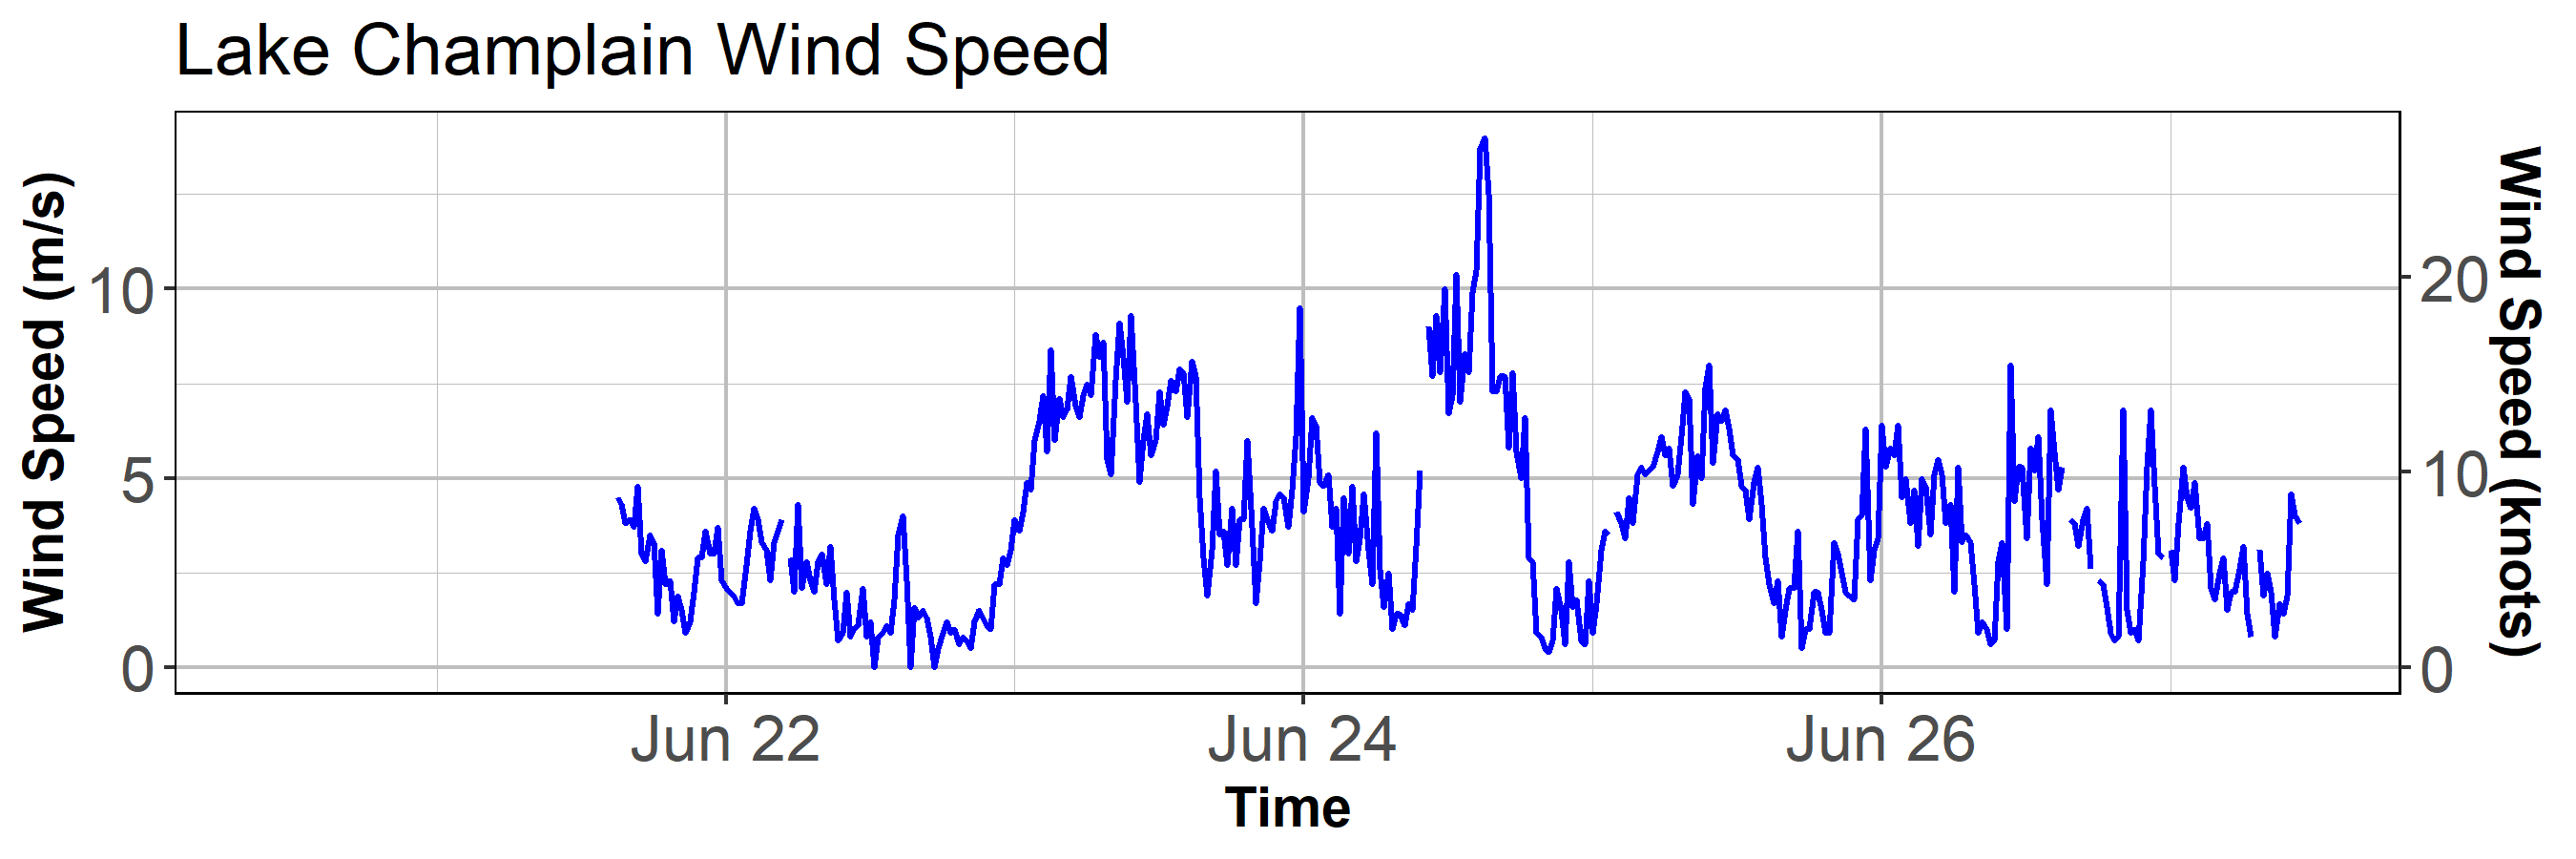 Lake Champlain Wind Speed
Wind Speed (m/s)
10
5
0
20
10
0
Wind Speed (knots)
Jun 22
Jun 24
Jun 26
Time